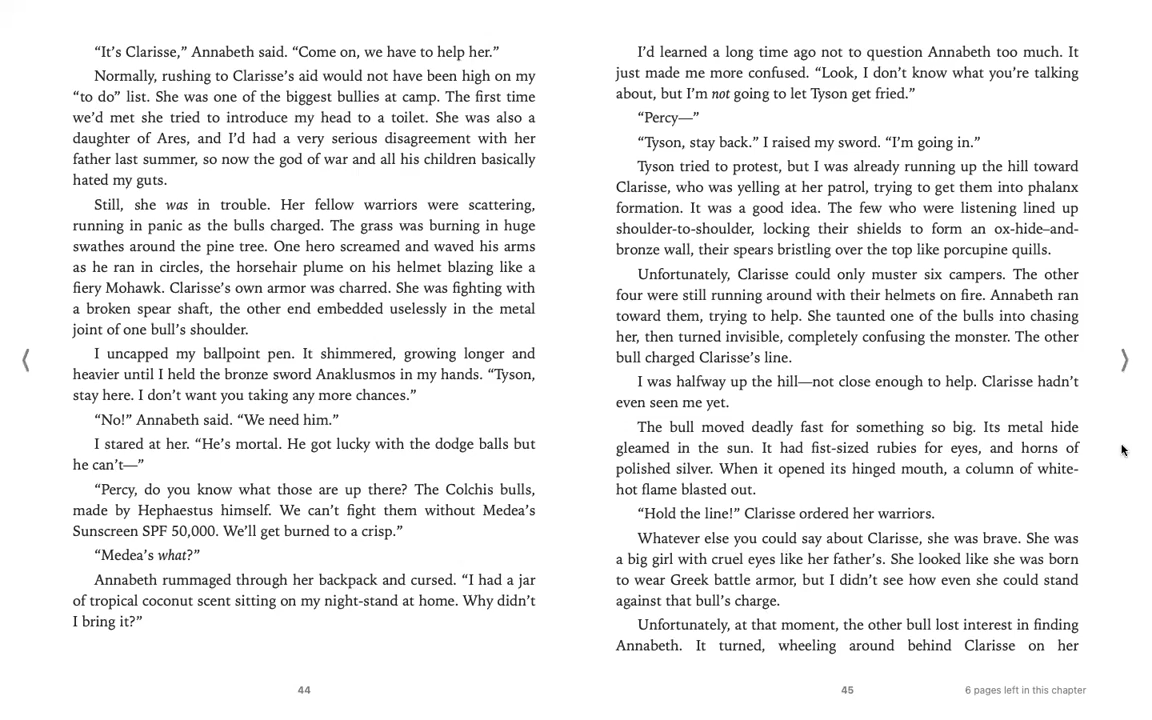 “It’s Clarisse,” Annabeth said. “Come on, we have to help her.”
Normally, rushing to Clarisse’s aid would not have been high on my
“to do” list. She was one of the biggest bullies at camp. The first time
we’d met she tried to introduce my head to a toilet. She was also a
daughter of Ares, and I’d had a very serious disagreement with her
father last summer, so now the god of war and all his children basically
hated my guts.
Still, she was in trouble. Her fellow warriors were scattering,
running in panic as the bulls charged. The grass was burning in huge
swathes around the pine tree. One hero screamed and waved his arms
as he ran in circles, the horsehair plume on his helmet blazing like a
fiery Mohawk. Clarisse’s own armor was charred. She was fighting with
a broken spear shaft, the other end embedded uselessly in the metal
joint of one bull’s shoulder.
I uncapped my ballpoint pen. It shimmered, growing longer and
heavier until I held the bronze sword Anaklusmos in my hands. “Tyson,
stay here. I don’t want you taking any more chances.”
“No!” Annabeth said. “We need him.”
I stared at her. “He’s mortal. He got lucky with the dodge balls but
he can’t—”
“Percy, do you know what those are up there? The Colchis bulls,
made by Hephaestus himself. We can’t fight them without Medea’s
Sunscreen SPF 50,000. We’ll get burned to a crisp.”
“Medea’s what?”
Annabeth rummaged through her backpack and cursed. “I had a jar
of tropical coconut scent sitting on my night-stand at home. Why didn’t
I bring it?”
44
I’d learned a long time ago not to question Annabeth too much. It
just made me more confused. “Look, I don’t know what you’re talking
about, but I’m not going to let Tyson get fried.”
“Percy—”
“Tyson, stay back.” I raised my sword. “I’m going in.”
Tyson tried to protest, but I was already running up the hill toward
Clarisse, who was yelling at her patrol, trying to get them into phalanx
formation. It was a good idea. The few who were listening lined up
shoulder-to-shoulder, locking their shields to form an ox-hide–and-
bronze wall, their spears bristling over the top like porcupine quills.
Unfortunately, Clarisse could only muster six campers. The other
four were still running around with their helmets on fire. Annabeth ran
toward them, trying to help. She taunted one of the bulls into chasing
her, then turned invisible, completely confusing the monster. The other
bull charged Clarisse’s line.
I was halfway up the hill—not close enough to help. Clarisse hadn’t
even seen me yet.
The bull moved deadly fast for something so big. Its metal hide
gleamed in the sun. It had fist-sized rubies for eyes, and horns of
polished silver. When it opened its hinged mouth, a column of white-
hot flame blasted out.
“Hold the line!” Clarisse ordered her warriors.
Whatever else you could say about Clarisse, she was brave. She was
a big girl with cruel eyes like her father’s. She looked like she was born
to wear Greek battle armor, but I didn’t see how even she could stand
against that bull’s charge.
Unfortunately, at that moment, the other bull lost interest in finding
Annabeth. It turned, wheeling around behind Clarisse on her
45
6 pages left in this chapter